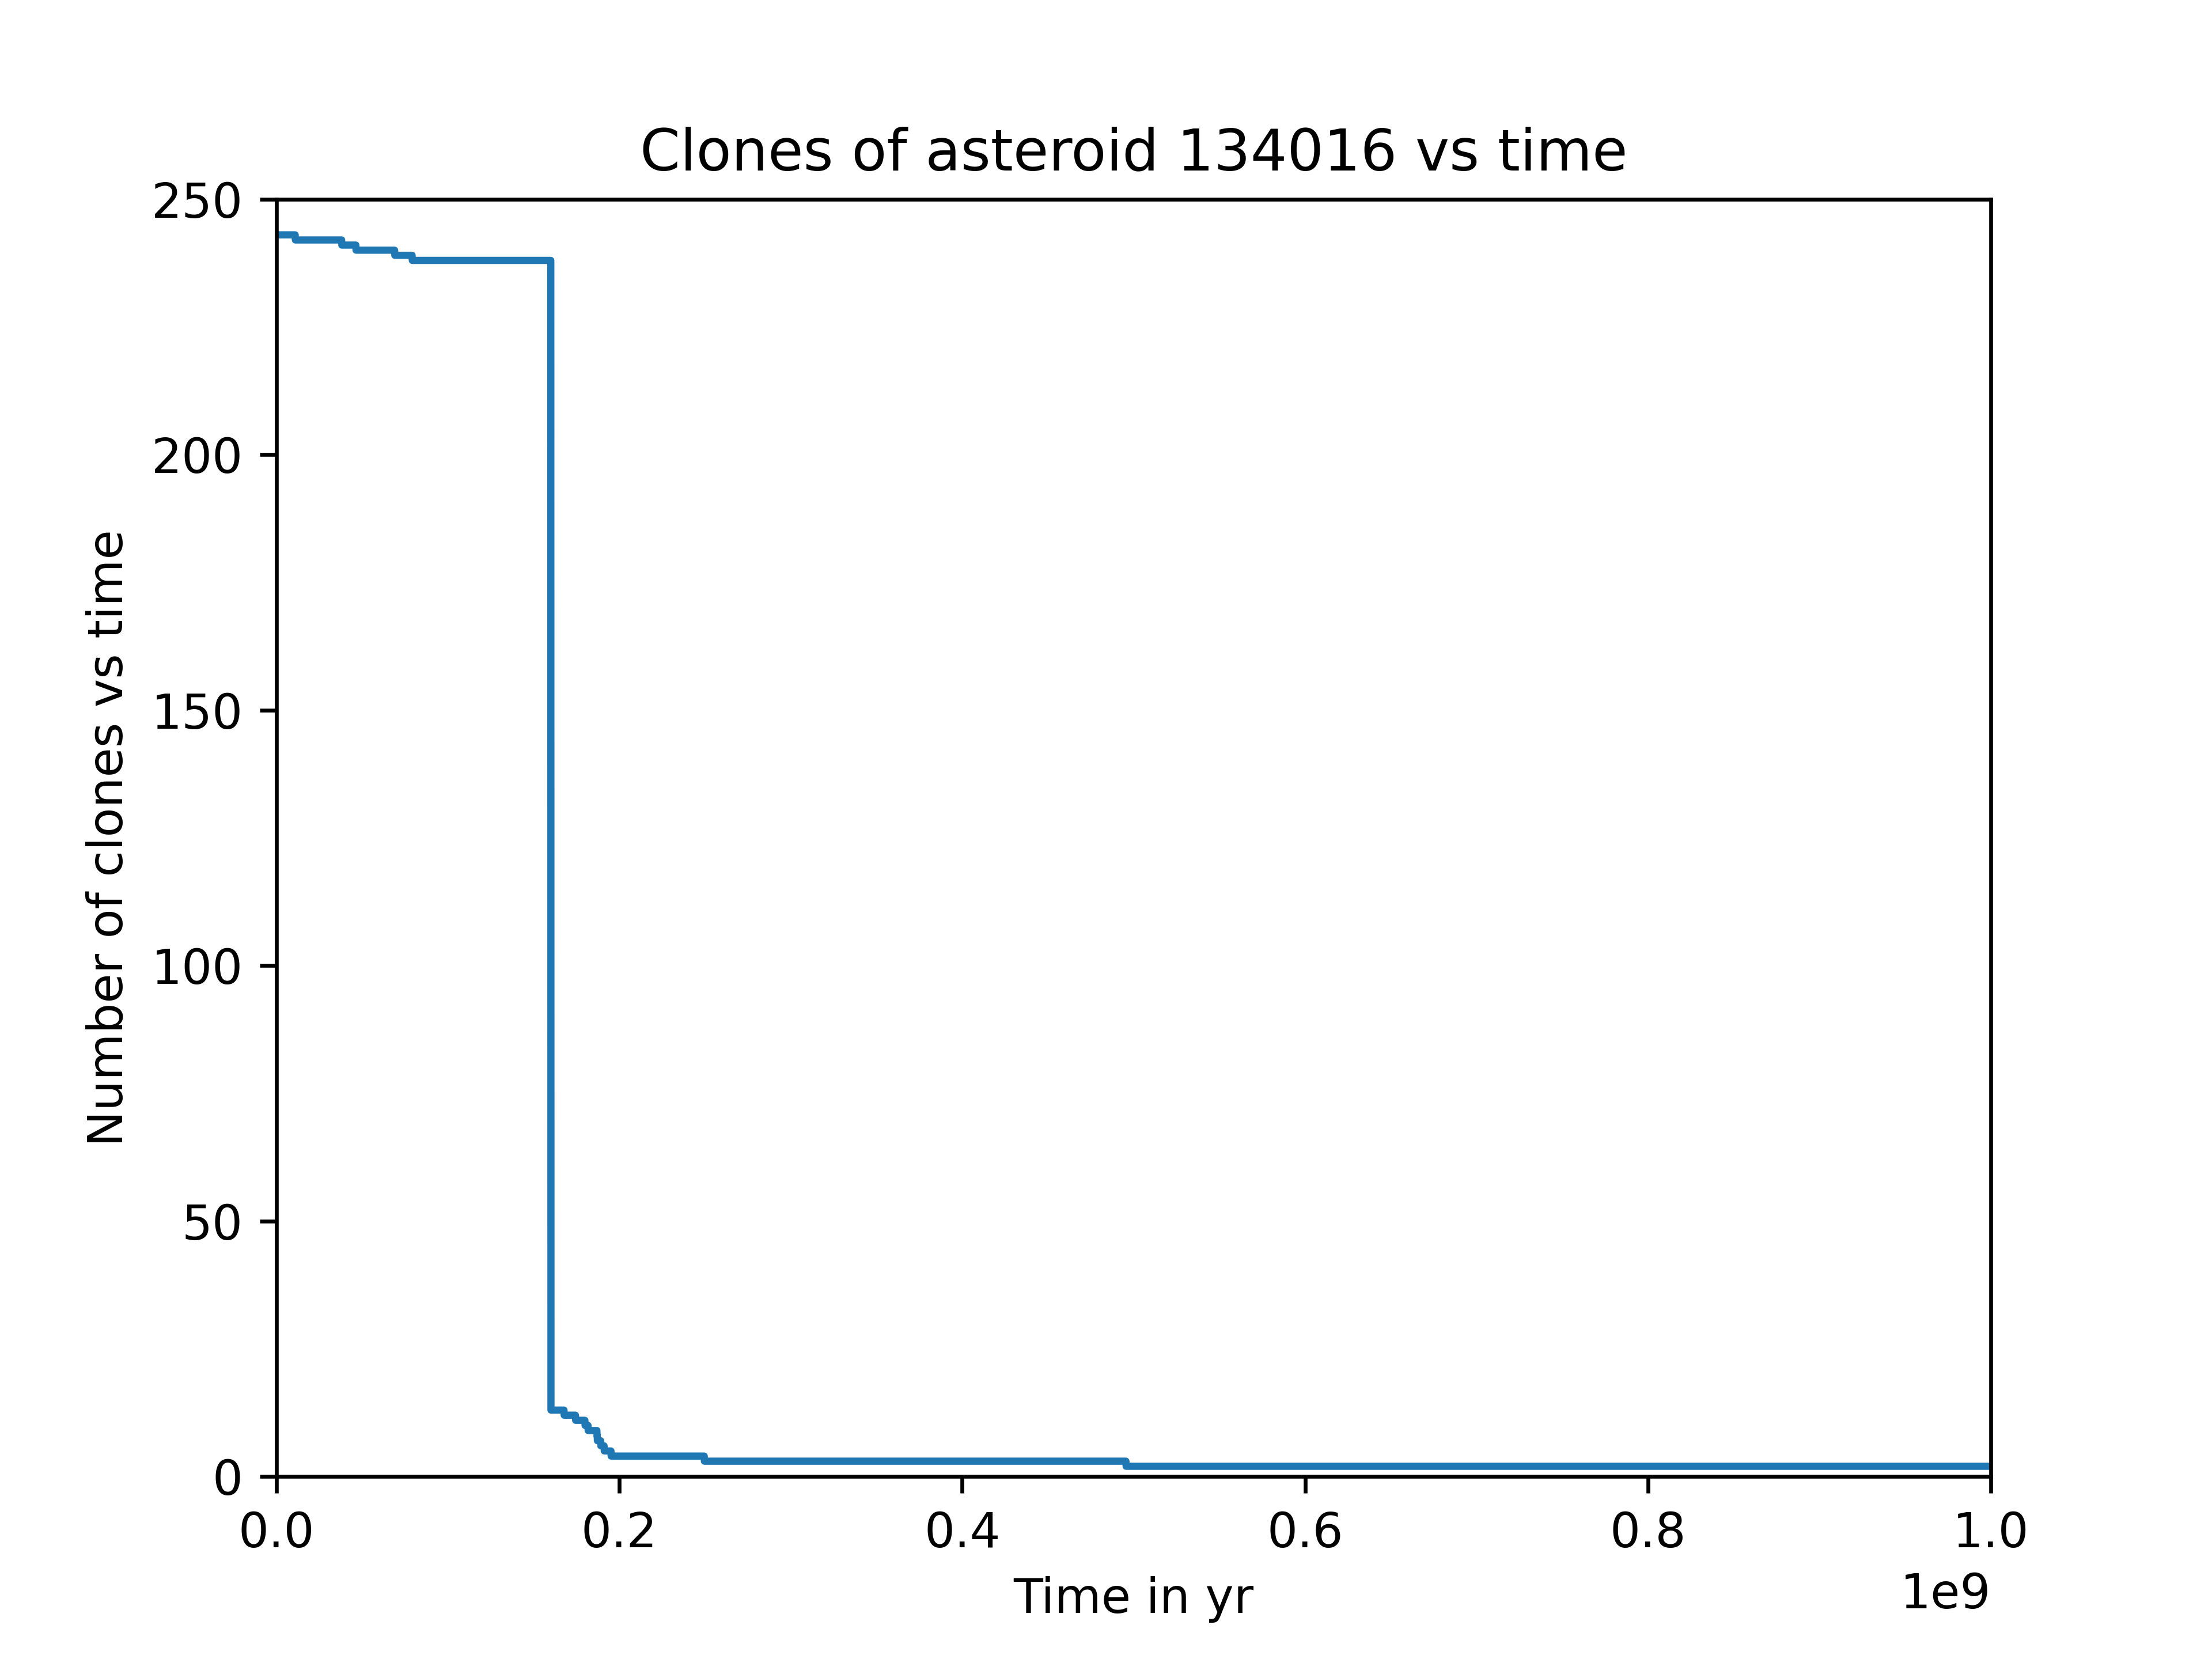 Clones of asteroid 134016 vs time
Number of clones vs time
250
200
150
100
50
0
0.0 0.2 0.4 0.6 0.8 1.0
1e9
Time in yr